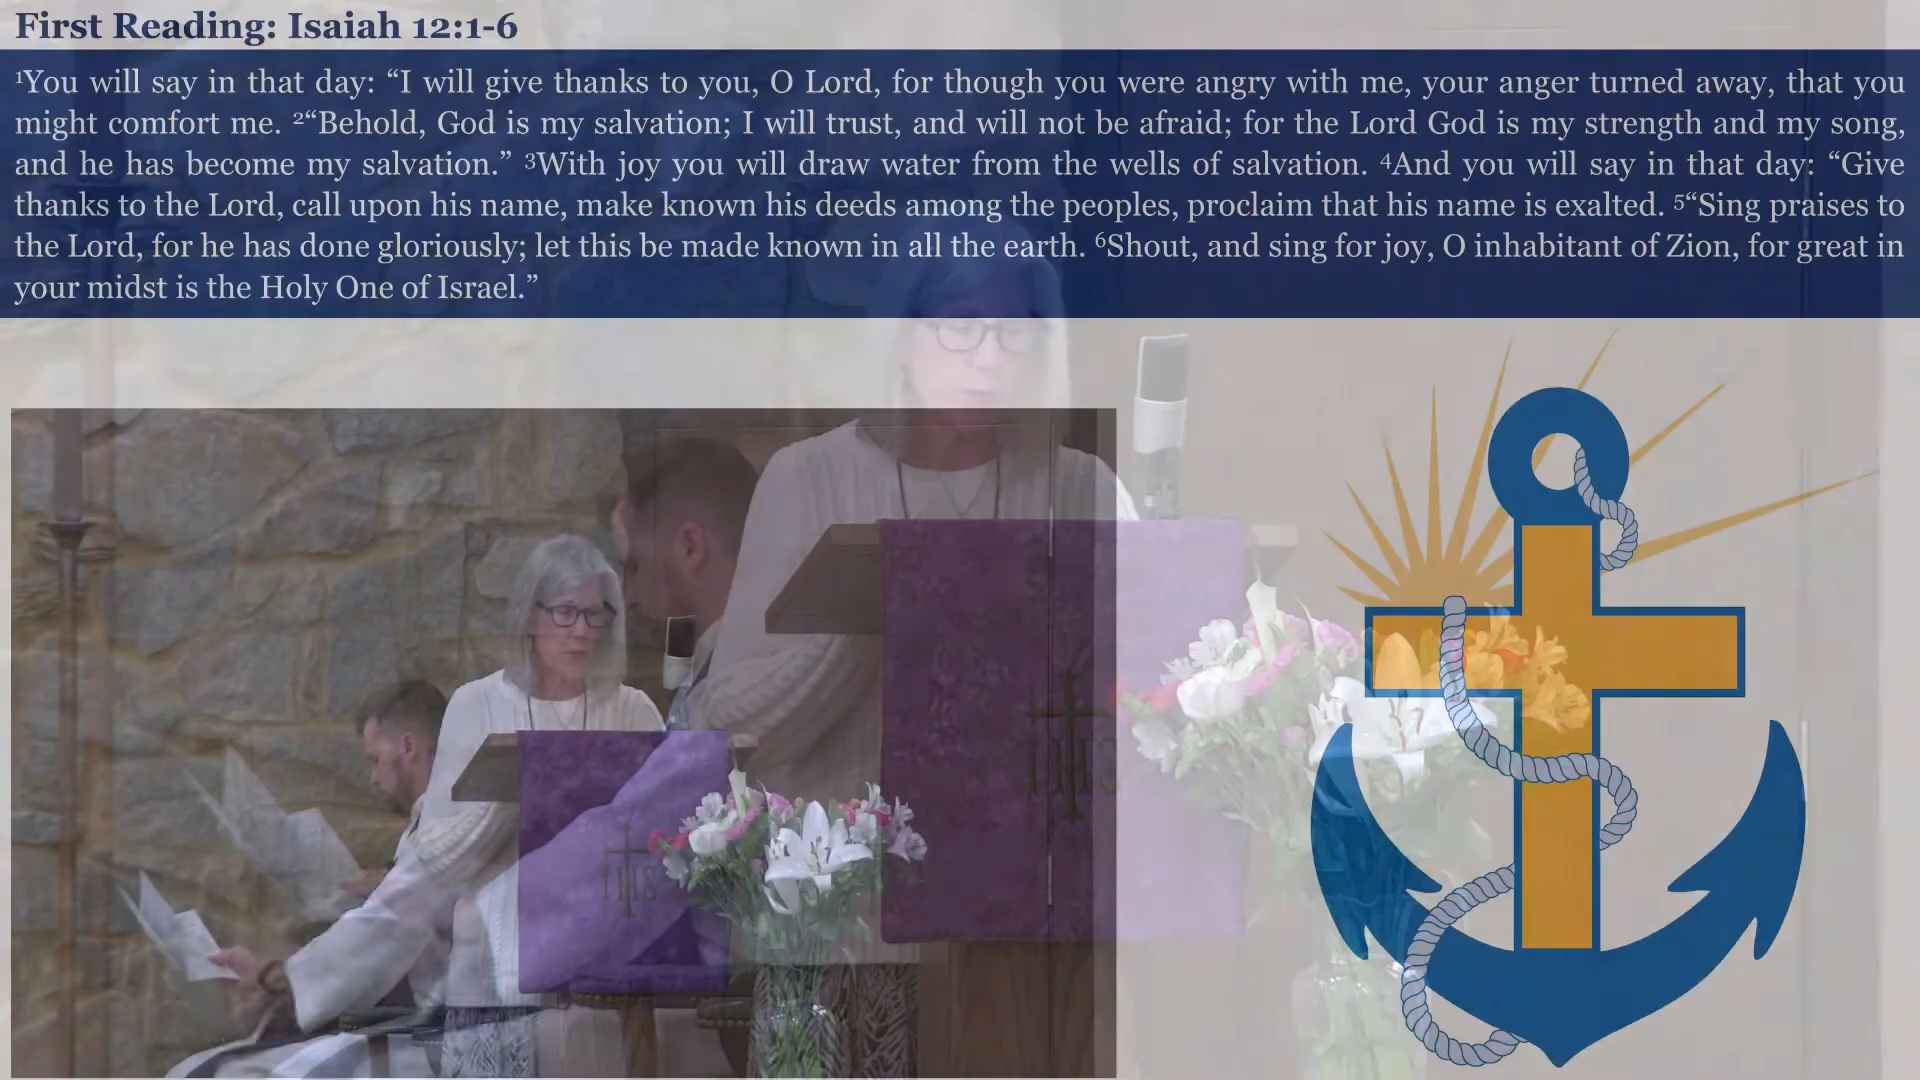 First Reading: Isaiah 12:1-6
¹You will say in that day: “I will give thanks to you, O Lord, for though you were angry with me, your anger turned away, that you
might comfort me. ²“Behold, God is my salvation; I will trust, and will not be afraid; for the Lord God is my strength and my song,
and he has become my salvation.” ³With joy you will draw water from the wells of salvation. ⁴And you will say in that day: “Give
thanks to the Lord, call upon his name, make known his deeds among the peoples, proclaim that his name is exalted. ⁵“Sing praises to
the Lord, for he has done gloriously; let this be made known in all the earth. ⁶Shout, and sing for joy, O inhabitant of Zion, for great in
your midst is the Holy One of Israel.”
IHS
IHS